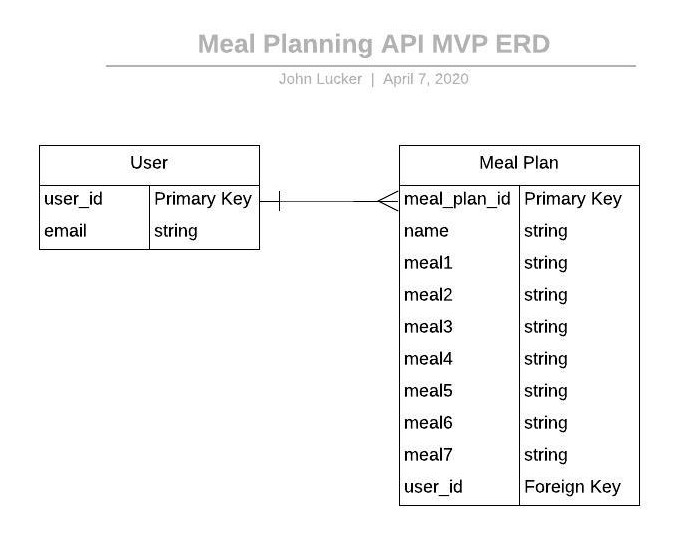 Meal Planning API MVP ERD
John Lucker | April 7, 2020
User
user_id Primary Key
email string
Meal Plan
meal_plan_id Primary Key
name string
meal1 string
meal2 string
meal3 string
meal4 string
meal5 string
meal6 string
meal7 string
user_id Foreign Key